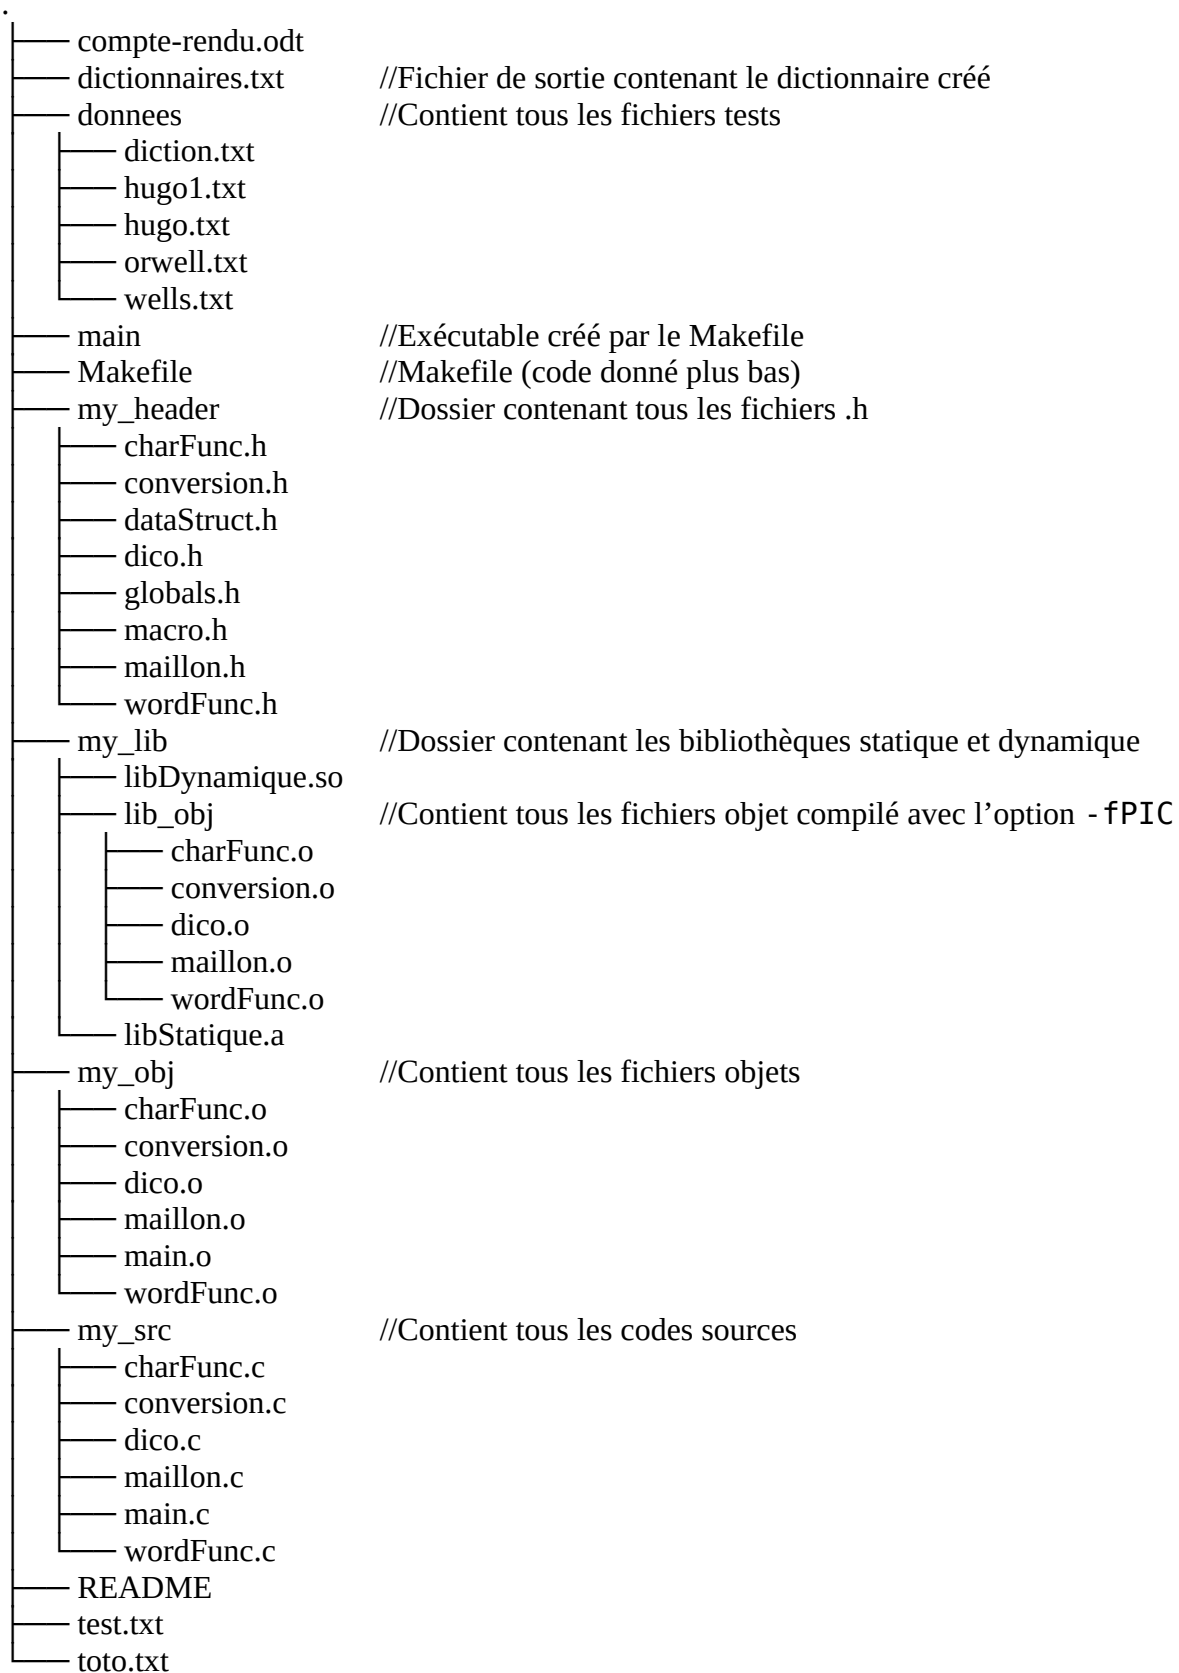 .
├── compte-rendu.odt
├── dictionnaires.txt //Fichier de sortie contenant le dictionnaire créé
├── donnees //Contient tous les fichiers tests
│   ├── diction.txt
│   ├── hugo1.txt
│   ├── hugo.txt
│   ├── orwell.txt
│   └── wells.txt
├── main //Exécutable créé par le Makefile
├── Makefile //Makefile (code donné plus bas)
├── my_header //Dossier contenant tous les fichiers .h
│   ├── charFunc.h
│   ├── conversion.h
│   ├── dataStruct.h
│   ├── dico.h
│   ├── globals.h
│   ├── macro.h
│   ├── maillon.h
│   └── wordFunc.h
├── my_lib //Dossier contenant les bibliothèques statique et dynamique
│   ├── libDynamique.so
│   ├── lib_obj //Contient tous les fichiers objet compilé avec l’option -fPIC
│   │   ├── charFunc.o
│   │   ├── conversion.o
│   │   ├── dico.o
│   │   ├── maillon.o
│   │   └── wordFunc.o
│   └── libStatique.a
├── my_obj //Contient tous les fichiers objets
│   ├── charFunc.o
│   ├── conversion.o
│   ├── dico.o
│   ├── maillon.o
│   ├── main.o
│   └── wordFunc.o
├── my_src //Contient tous les codes sources
│   ├── charFunc.c
│   ├── conversion.c
│   ├── dico.c
│   ├── maillon.c
│   ├── main.c
│   └── wordFunc.c
├── README
├── test.txt
└── toto.txt